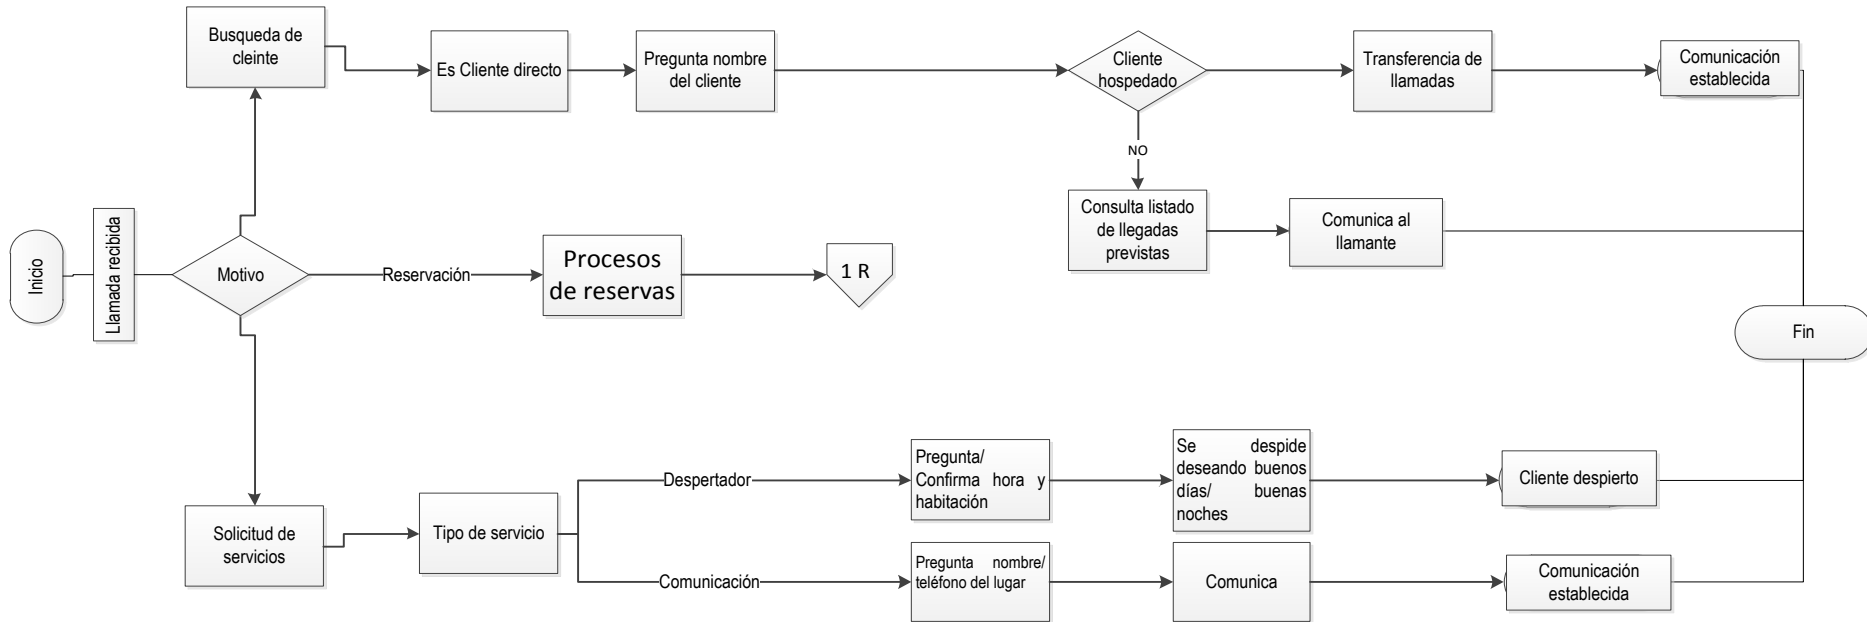 Busqueda de
cleinte
Es Cliente directo
Pregunta nombre
del cliente
Cliente
hospedado
Transferencia de
llamadas
Comunicación
establecida
NO
Consulta listado
de llegadas
previstas
Comunica al
llamante
Inicio
Llamada recibida
Motivo
Reservación
Procesos
de reservas
1 R
Fin
Solicitud de
servicios
Tipo de servicio
Despertador
Pregunta/
Confirma hora y
habitación
Se despide
deseando buenos
días/ buenas
noches
Cliente despierto
Comunicación
Pregunta nombre/
teléfono del lugar
Comunica
Comunicación
establecida